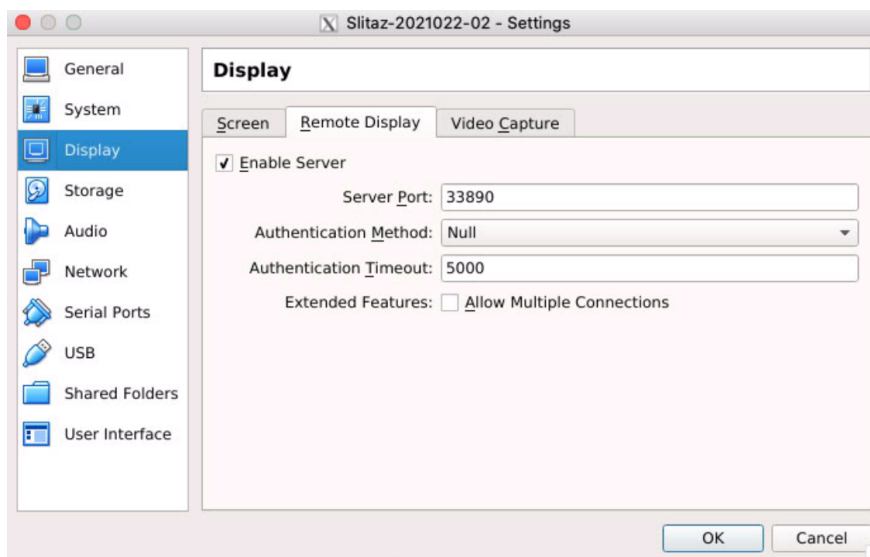 Slitaz-2021022-02 - Settings
General
System
Display
Storage
Audio
Network
Serial Ports
USB
Shared Folders
User Interface
Display
Screen
Remote Display
Video Capture
Enable Server
Server Port: 33890
Authentication Method: Null
Authentication Timeout: 5000
Extended Features: Allow Multiple Connections
OK
Cancel